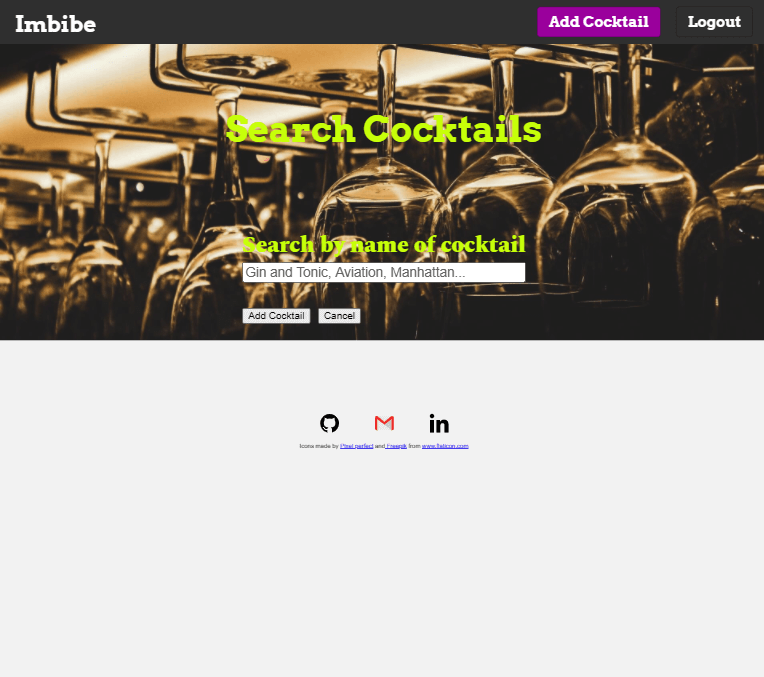 Imbibe
Add Cocktail
Logout
Search Cocktails
Search by name of cocktail
Gin and Tonic, Aviation, Manhattan...
Add Cocktail
Cancel
Icons made by Pixel perfect and Freepik from www.flaticon.com